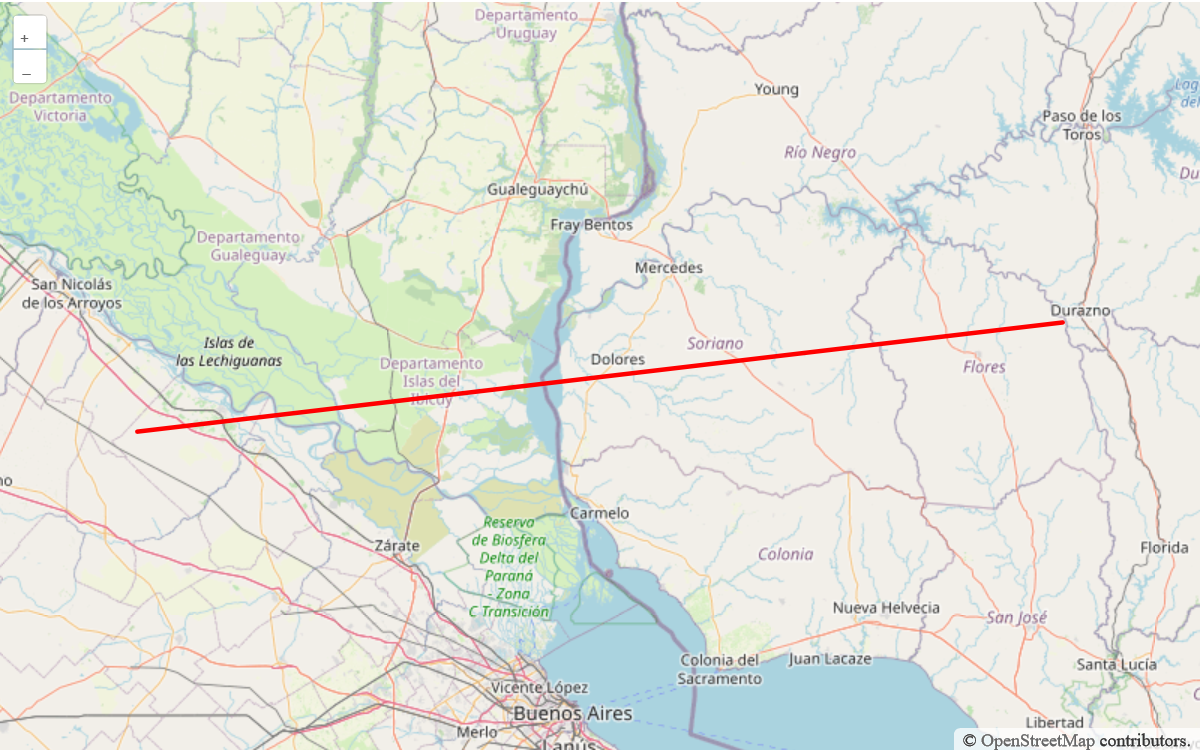 Departamento
Uruguay
+
–
Departamento
Victoria
Young
Paso de los
Toros
Río Negro
Gualeguaychú
Fray Bentos
Departamento
Gualeguay
Mercedes
San Nicolás
de los Arroyos
Durazno
Islas de
las Lechiguanas
Soriano
Dolores
Departamento
Islas del
Ibicuy
Flores
Carmelo
Reserva
de Biosfera
Delta del
Paraná
- Zona
C Transición
Zárate
Colonia
Florida
Nueva Helvecia
San José
Colonia del
Sacramento
Juan Lacaze
Santa Lucía
Vicente López
Buenos Aires
Merlo
Lanús
Libertad
© OpenStreetMap contributors.